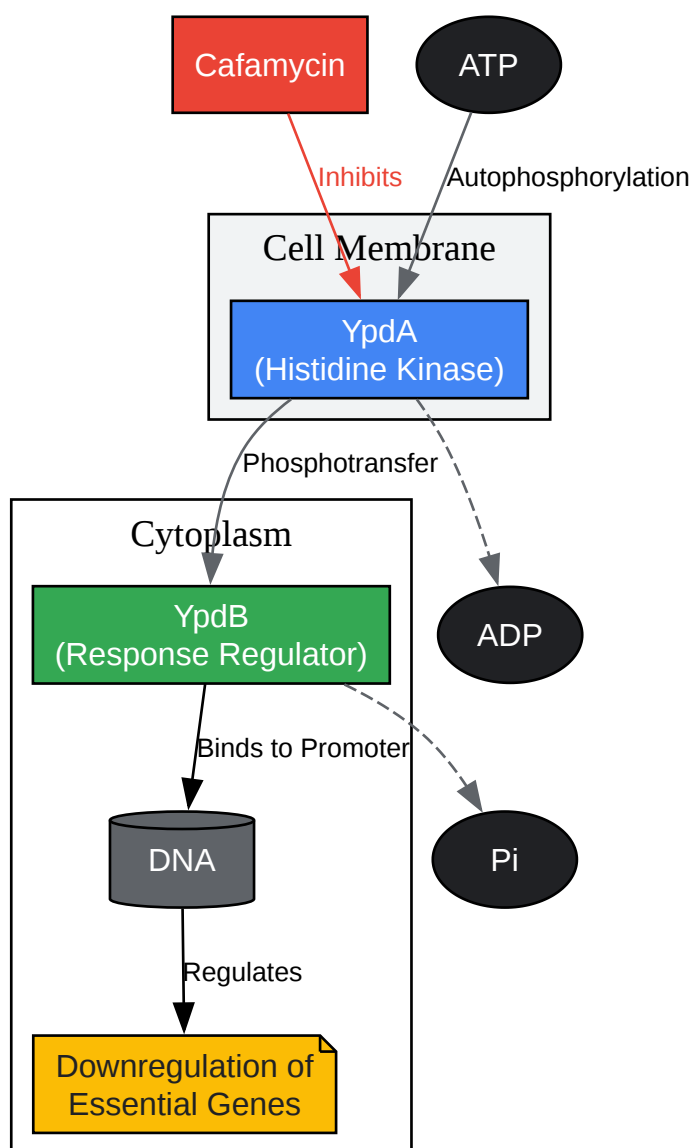 Cafamycin
ATP
Inhibits
Autophosphorylation
Cell Membrane
YpdA
(Histidine Kinase)
Phosphotransfer
Cytoplasm
YpdB
(Response Regulator)
ADP
Binds to Promoter
DNA
Pi
Regulates
Downregulation of
Essential Genes